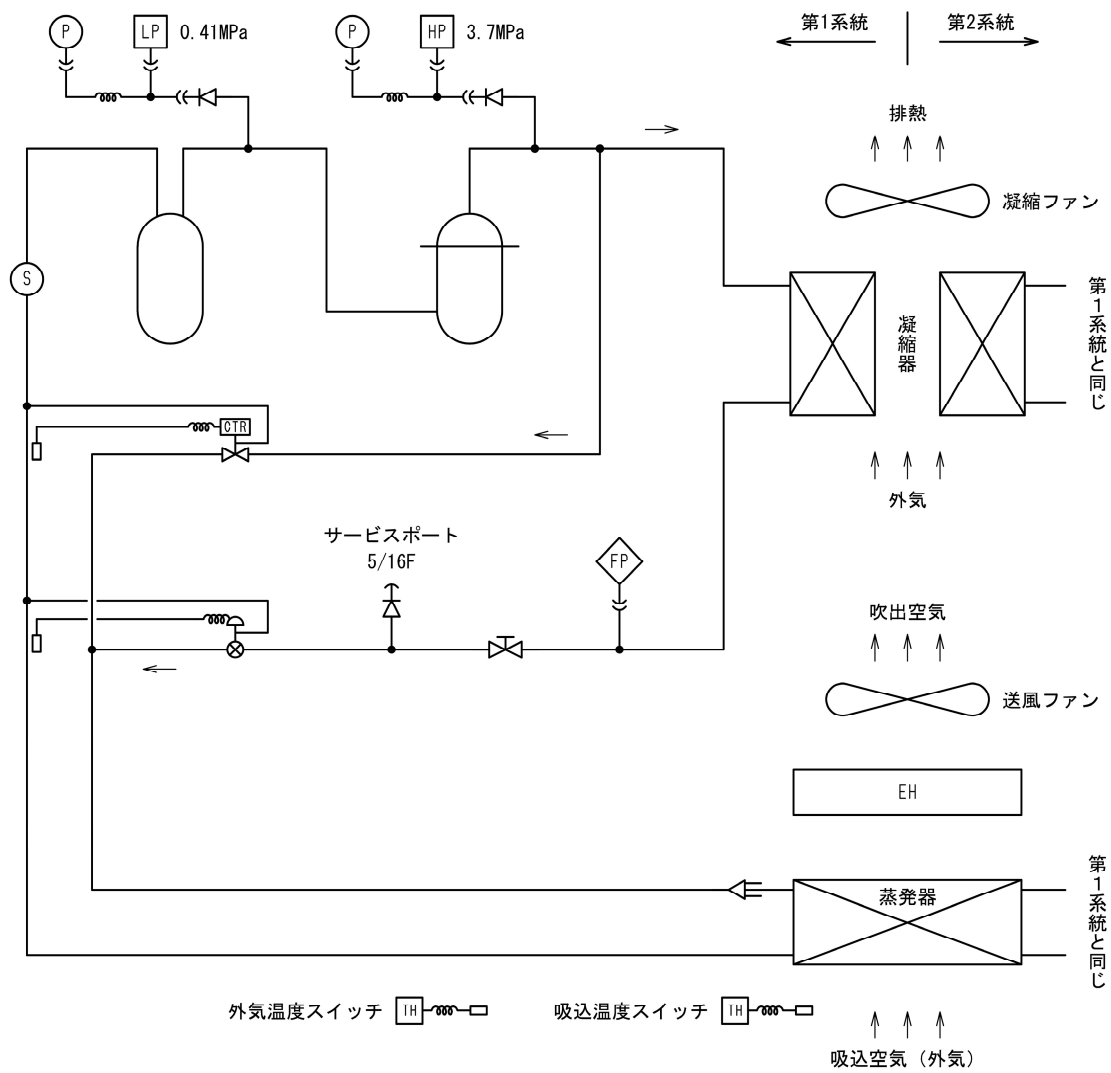 P
LP
0.41MPa
P
HP
3.7MPa
第1系統
第2系統
排熱
凝縮ファン
S
凝縮器
第1系統と同じ
CTR
外気
サービスポート
5/16F
FP
吹出空気
送風ファン
EH
蒸発器
第1系統と同じ
外気温度スイッチ
IH
吸込温度スイッチ
IH
吸込空気（外気）